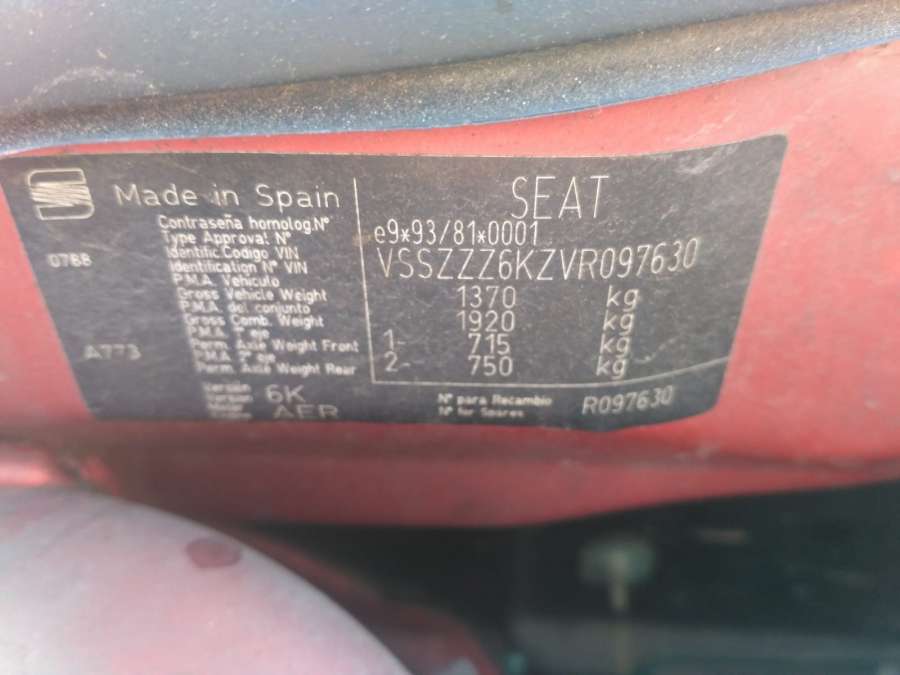 Made in Spain
SEAT
Contraseña homolog.Nº
Type Approval Nº
e9*93/81*0001
Identific.Codigo VIN
Identification Nº VIN
VSSZZZ6KZVR097630
0788
P.M.A. Vehiculo
Gross Vehicle Weight
1370 kg
P.M.A. del conjunto
Gross Comb. Weight
1920 kg
P.M.A. 1º eje
Perm. Axle Weight Front
1- 715 kg
A773
P.M.A. 2º eje
Perm. Axle Weight Rear
2- 750 kg
Version
6K
AER
Nº para Recambio
Nº for Spares
R097630